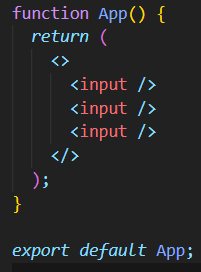 function App() {
  return (
    <>
      <input />
      <input />
      <input />
    </>
  );
}

export default App;